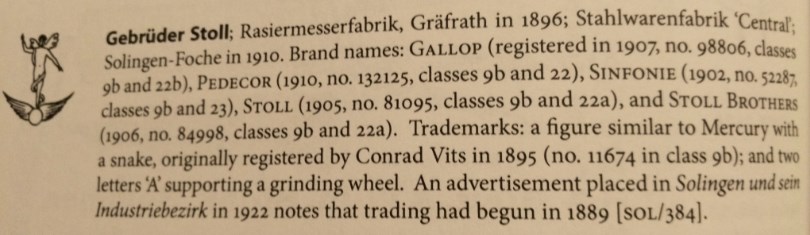 Gebrüder Stoll; Rasiermesserfabrik, Gräfrath in 1896; Stahlwarenfabrik ‘Central’;
Solingen-Foche in 1910. Brand names: GALLOP (registered in 1907, no. 98806, classes
9b and 22b), PEDECOR (1910, no. 132125, classes 9b and 22), SINFONIE (1902, no. 52287,
classes 9b and 23), STOLL (1905, no. 81095, classes 9b and 22a), and STOLL BROTHERS
(1906, no. 84998, classes 9b and 22a). Trademarks: a figure similar to Mercury with
a snake, originally registered by Conrad Vits in 1895 (no. 11674 in class 9b); and two
letters ‘A’ supporting a grinding wheel. An advertisement placed in Solingen und sein
Industriebezirk in 1922 notes that trading had begun in 1889 [SOL/384].